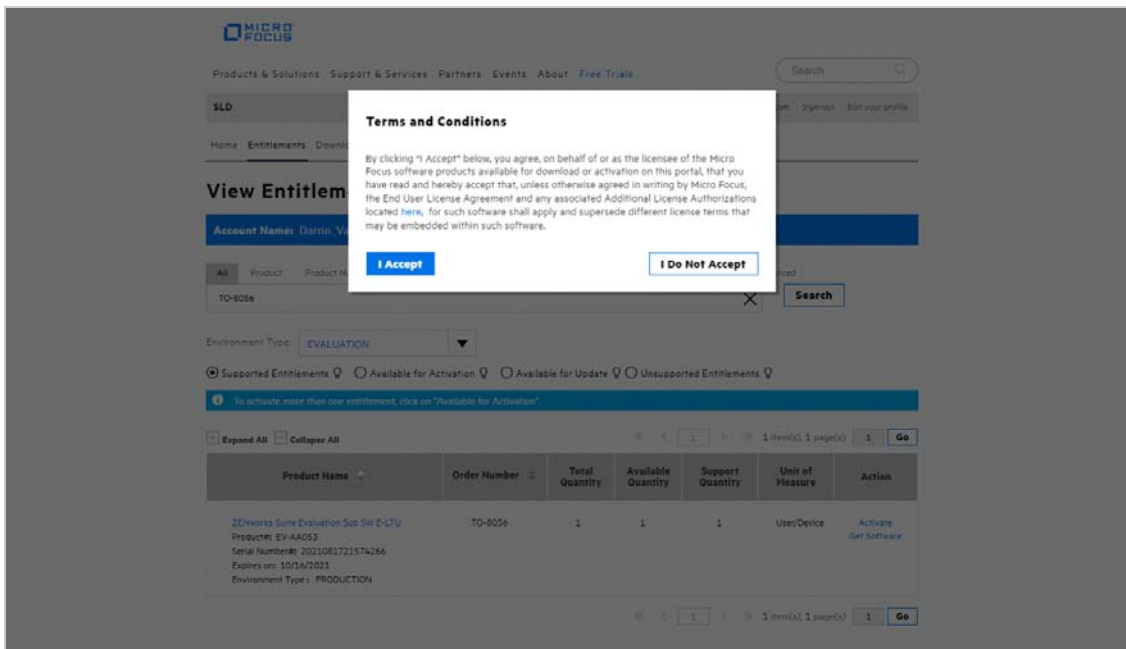 MICRO
FOCUS
Products & Solutions Support & Services Partners Events About Free Trials
Search
SLD
Sign-out Edit your profile
Home Entitlements
View Entitlem
Account Name: Darrin_Va
Terms and Conditions
By clicking "I Accept" below, you agree, on behalf of or as the licensee of the Micro
Focus software products available for download or activation on this portal, that you
have read and hereby accept that, unless otherwise agreed in writing by Micro Focus,
the End User License Agreement and any associated Additional License Authorizations
located here, for such software shall apply and supersede different license terms that
may be embedded within such software.
I Accept
I Do Not Accept
All Product Product
TO-8056
Search
Environment Type: EVALUATION
Supported Entitlements Available for Activation Available for Update Unsupported Entitlements
To activate more than one entitlement, click on "Available for Activation".
Expand All Collapse All
1
1 item(s), 1 page(s) 1 Go
Product Name Order Number Total Quantity Available Quantity Support Quantity Unit of Measure Action
ZENworks Suite Evaluation Sub SW E-LTU TO-8056 1 1 1 User/Device Activate
Product#: EV-AA053 Get Software
Serial Number#: 2021081721574266
Expires on: 10/16/2021
Environment Type : PRODUCTION
1
1 item(s), 1 page(s) 1 Go